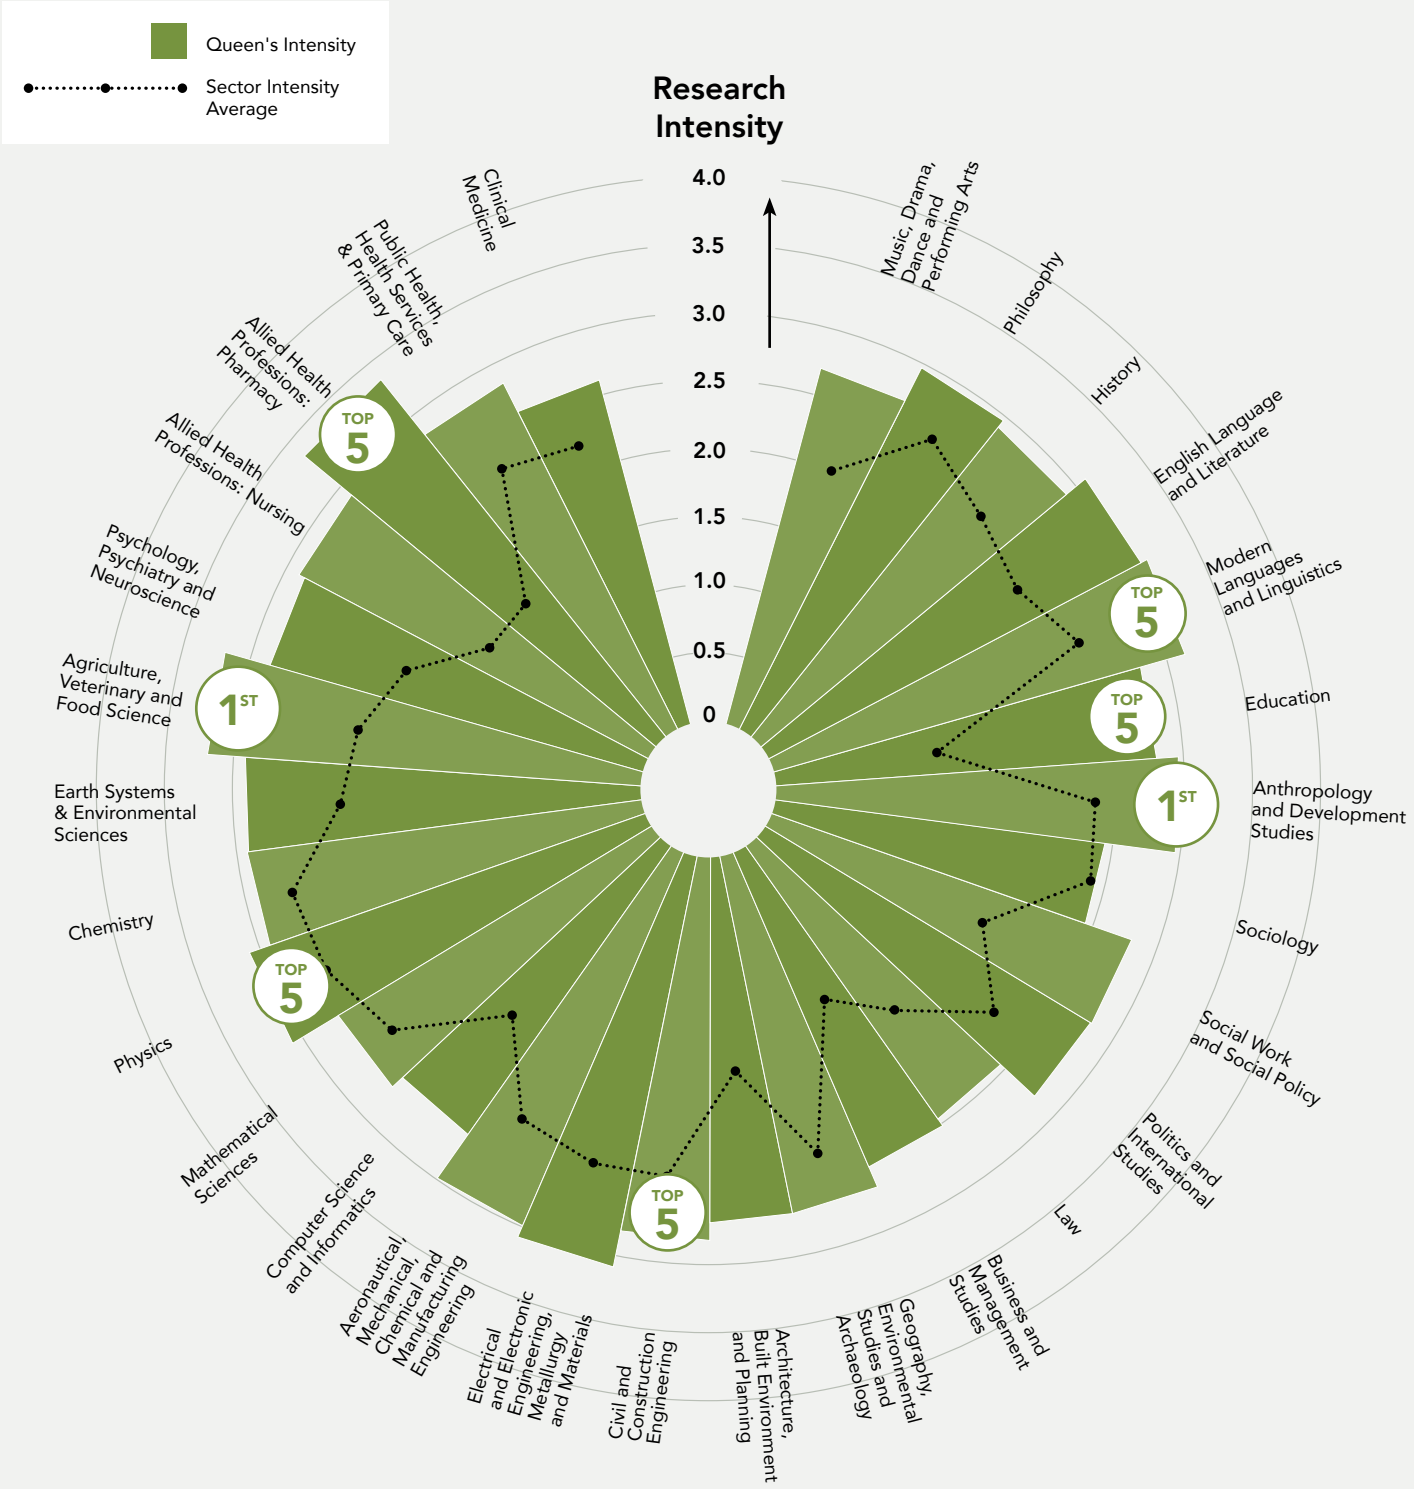 Queen's Intensity
Sector Intensity
Average
Research
Intensity
4.0
3.5
3.0
2.5
2.0
1.5
1.0
0.5
0
Music, Drama,
Dance and
Performing Arts
Philosophy
History
English Language
and Literature
Modern
Languages
and Linguistics
TOP
5
Education
TOP
5
Anthropology
and Development
Studies
1ST
Sociology
Social Work
and Social Policy
Politics and
International
Studies
Law
Business and
Management
Studies
Geography,
Environmental
Studies and
Archaeology
Architecture,
Built Environment
and Planning
Civil and
Construction
Engineering
TOP
5
Electrical
and Electronic
Engineering,
Metallurgy
and Materials
Aeronautical,
Mechanical,
Chemical and
Manufacturing
Engineering
Computer Science
and Informatics
Mathematical
Sciences
Physics
TOP
5
Chemistry
Earth Systems
& Environmental
Sciences
Agriculture,
Veterinary and
Food Science
1ST
Psychology,
Psychiatry and
Neuroscience
Allied Health
Professions: Nursing
Allied Health
Professions:
Pharmacy
TOP
5
Public Health,
Health Services
& Primary Care
Clinical
Medicine